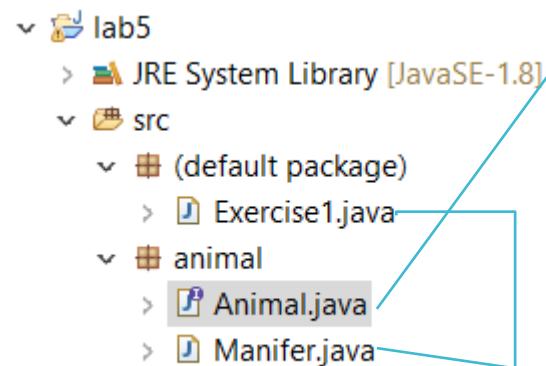 lab5
JRE System Library [JavaSE-1.8]
src
(default package)
Exercise1.java
animal
Animal.java
Manifer.java